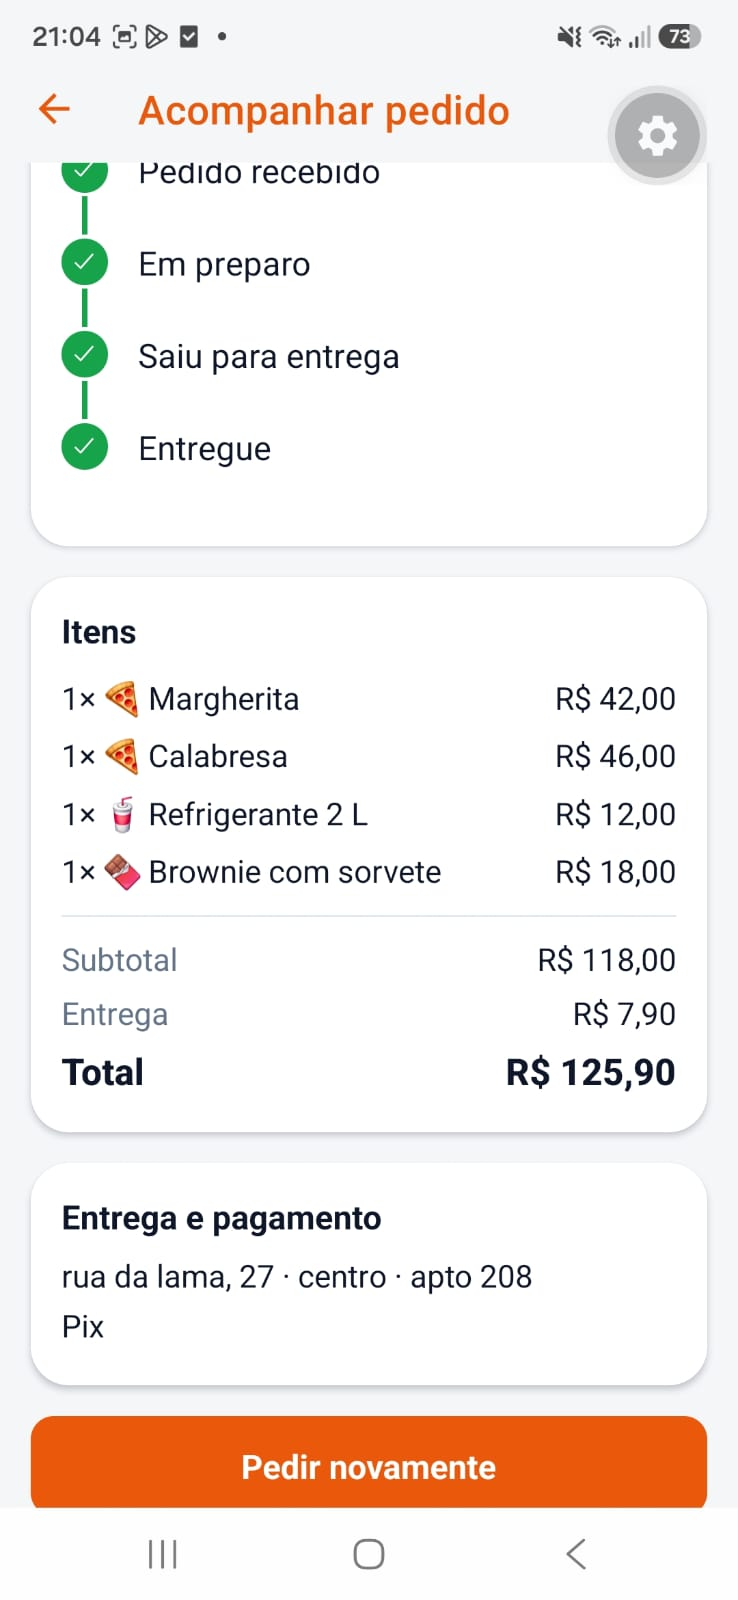 21:04
73
Acompanhar pedido
Pedido recebido
Em preparo
Saiu para entrega
Entregue
Itens
1× Margherita R$ 42,00
1× Calabresa R$ 46,00
1× Refrigerante 2 L R$ 12,00
1× Brownie com sorvete R$ 18,00
Subtotal R$ 118,00
Entrega R$ 7,90
Total R$ 125,90
Entrega e pagamento
rua da lama, 27 · centro · apto 208
Pix
Pedir novamente